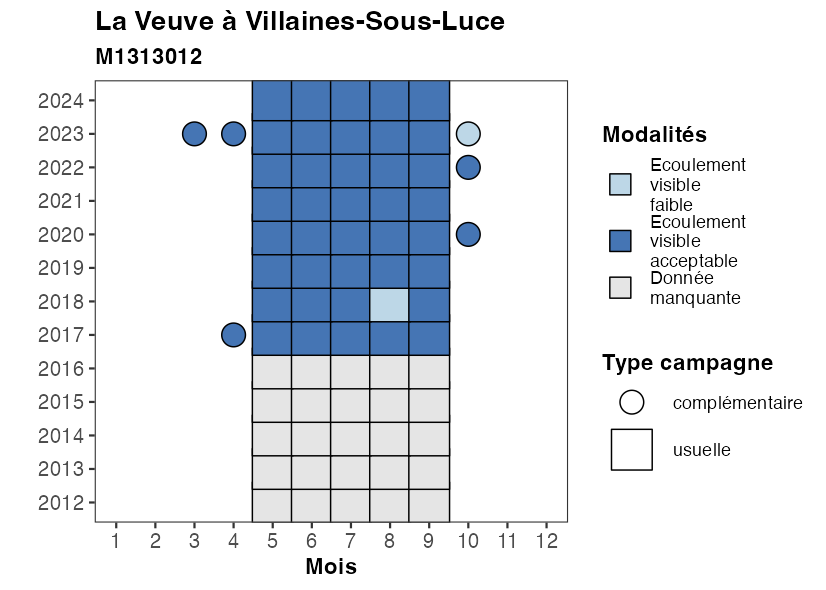 La Veuve à Villaines-Sous-Luce
M1313012
2024
2023
2022
2021
2020
2019
2018
2017
2016
2015
2014
2013
2012
1 2 3 4 5 6 7 8 9 10 11 12
Mois
Modalités
Ecoulement
visible
faible
Ecoulement
visible
acceptable
Donnée
manquante
Type campagne
complémentaire
usuelle